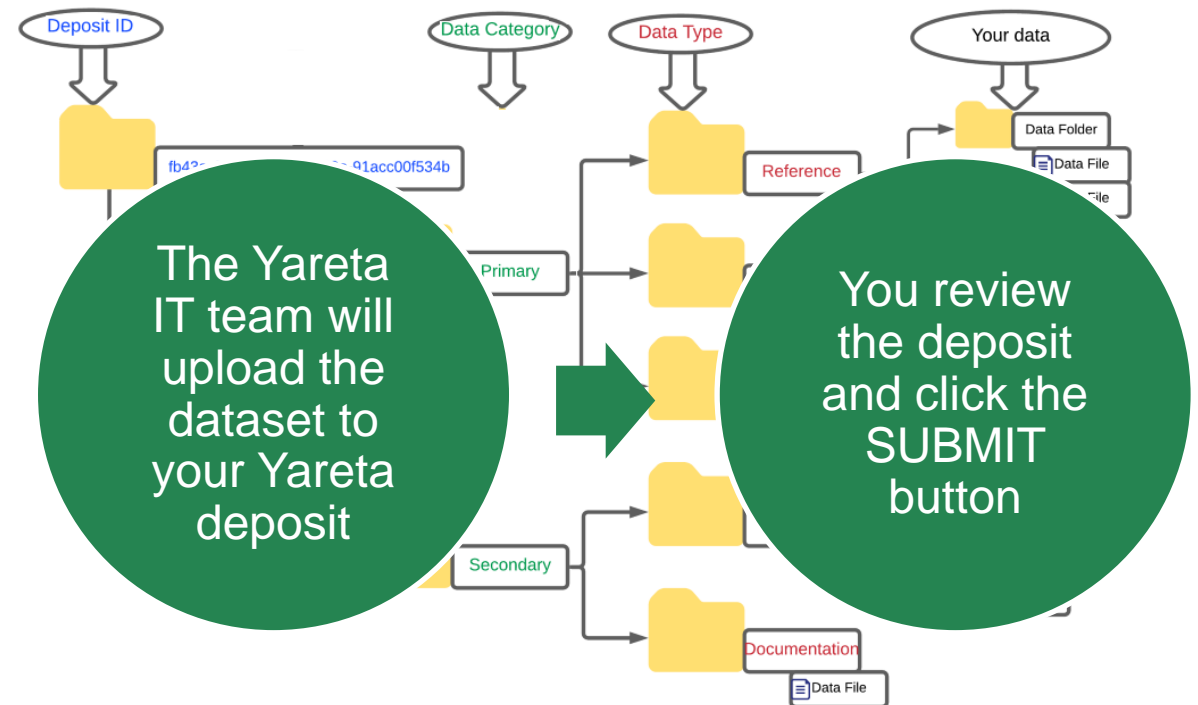 Deposit ID
Data Category
Data Type
Your data
Data Folder
91acc00f534b
Reference
Data File
File
Primary
The Yareta
IT team will
upload the
dataset to
your Yareta
deposit
You review
the deposit
and click the
SUBMIT
button
Secondary
Documentation
Data File